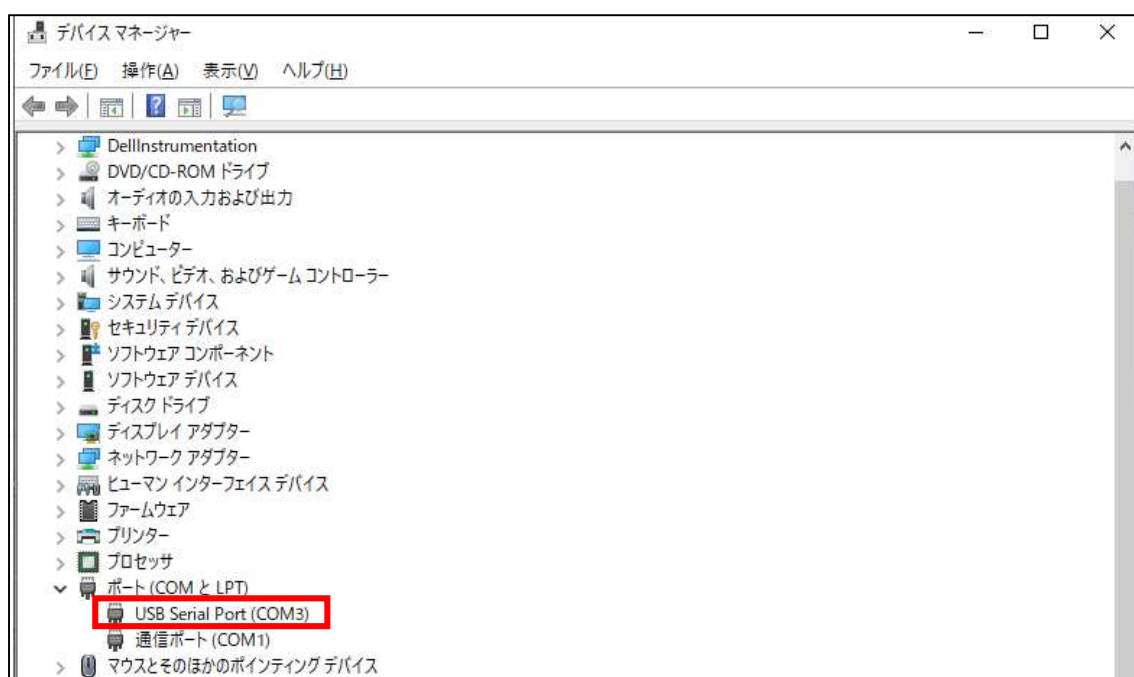 デバイス マネージャー
ファイル(F) 操作(A) 表示(V) ヘルプ(H)
DellInstrumentation
DVD/CD-ROM ドライブ
オーディオの入力および出力
キーボード
コンピューター
サウンド、ビデオ、およびゲーム コントローラー
システム デバイス
セキュリティ デバイス
ソフトウェア コンポーネント
ソフトウェア デバイス
ディスク ドライブ
ディスプレイ アダプター
ネットワーク アダプター
ヒューマン インターフェイス デバイス
ファームウェア
プリンター
プロセッサ
ポート (COM と LPT)
USB Serial Port (COM3)
通信ポート (COM1)
マウスとそのほかのポインティング デバイス